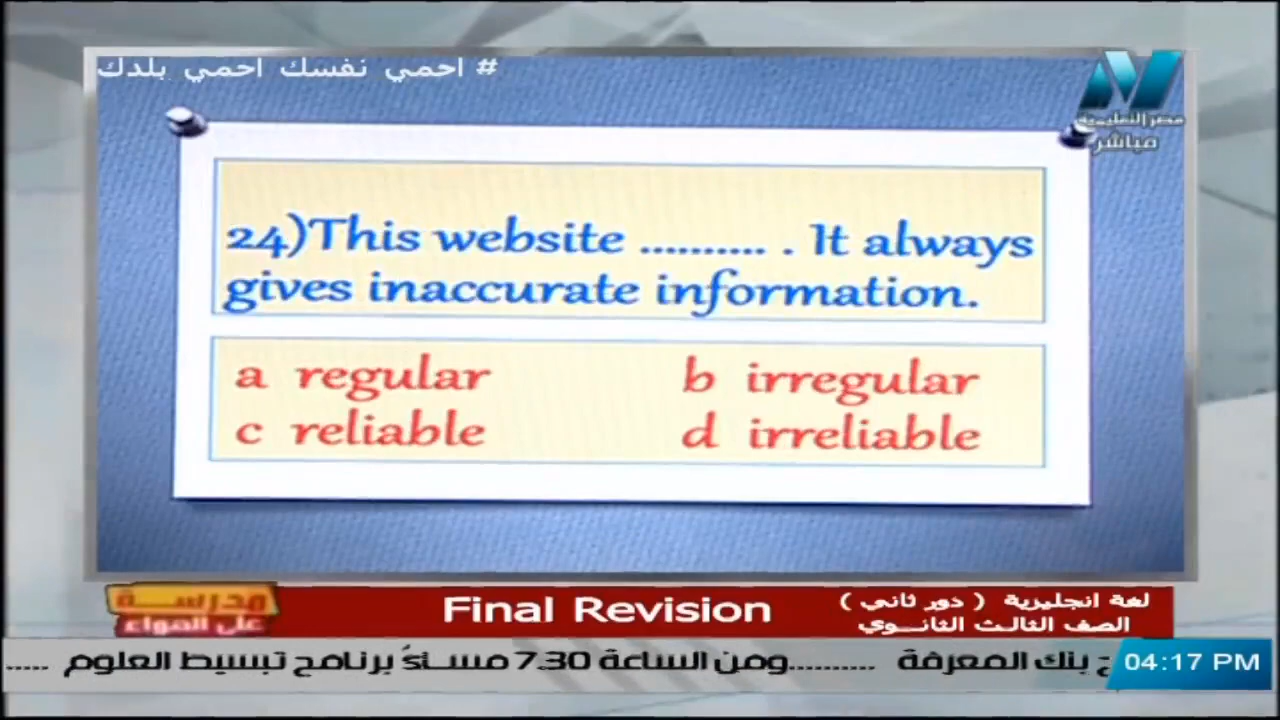 # احمي نفسك احمي بلدك
مصر التعليمية
مباشر
24)This website .......... . It always
gives inaccurate information.
a regular b irregular
c reliable d irreliable
مدرسة
على الهواء
Final Revision
لغة انجليزية ( دور ثاني )
الصف الثالث الثانوي
بنك المعرفة ..........ومن الساعة 7.30 مساءً برنامج تبسيط العلوم .....
04:17 PM